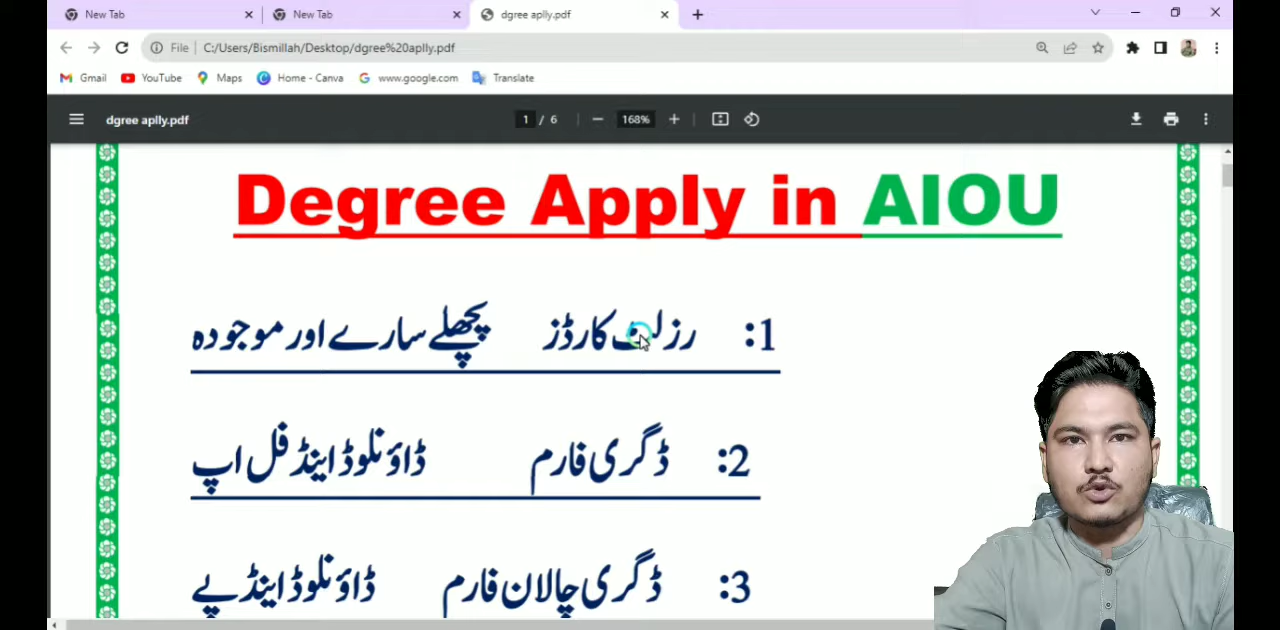 New Tab New Tab dgree aplly.pdf
File C:/Users/Bismillah/Desktop/dgree%20aplly.pdf
Gmail YouTube Maps Home - Canva www.google.com Translate
dgree aplly.pdf 1 / 6 168%
Degree Apply in AIOU
1: رزلٹ کارڈز پچھلے سارے اور موجودہ
2: ڈگری فارم ڈاؤنلوڈ اینڈ فل اپ
3: ڈگری چالان فارم ڈاؤنلوڈ اینڈ پے